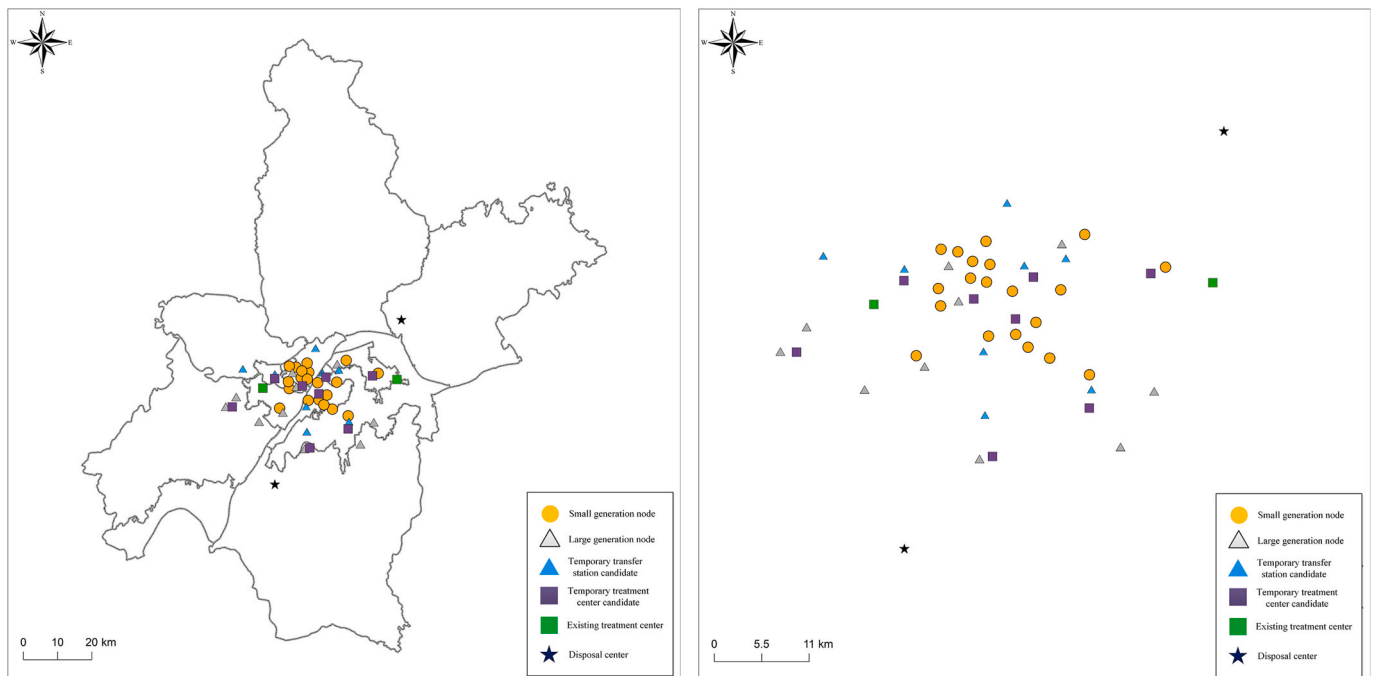 N
W E
S
Small generation node
Large generation node
Temporary transfer
station candidate
Temporary treatment
center candidate
Existing treatment center
Disposal center
0 10 20 km
N
W E
S
Small generation node
Large generation node
Temporary transfer
station candidate
Temporary treatment
center candidate
Existing treatment center
Disposal center
0 5.5 11 km